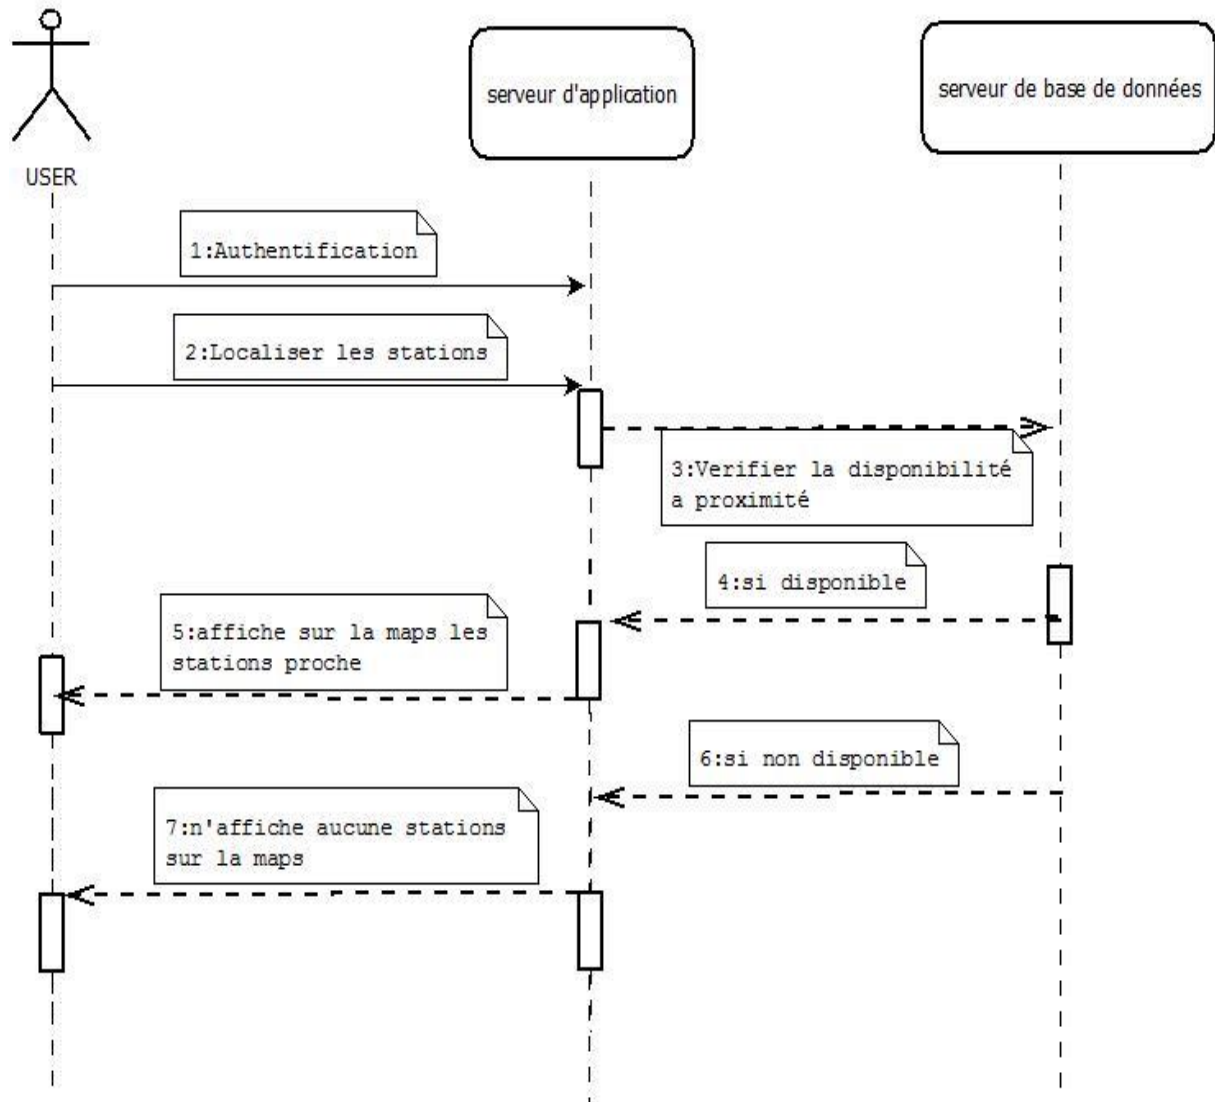 serveur d'application
serveur de base de données
USER
1:Authentification
2:Localiser les stations
3:Verifier la disponibilité
a proximité
4:si disponible
5:affiche sur la maps les
stations proche
6:si non disponible
7:n'affiche aucune stations
sur la maps